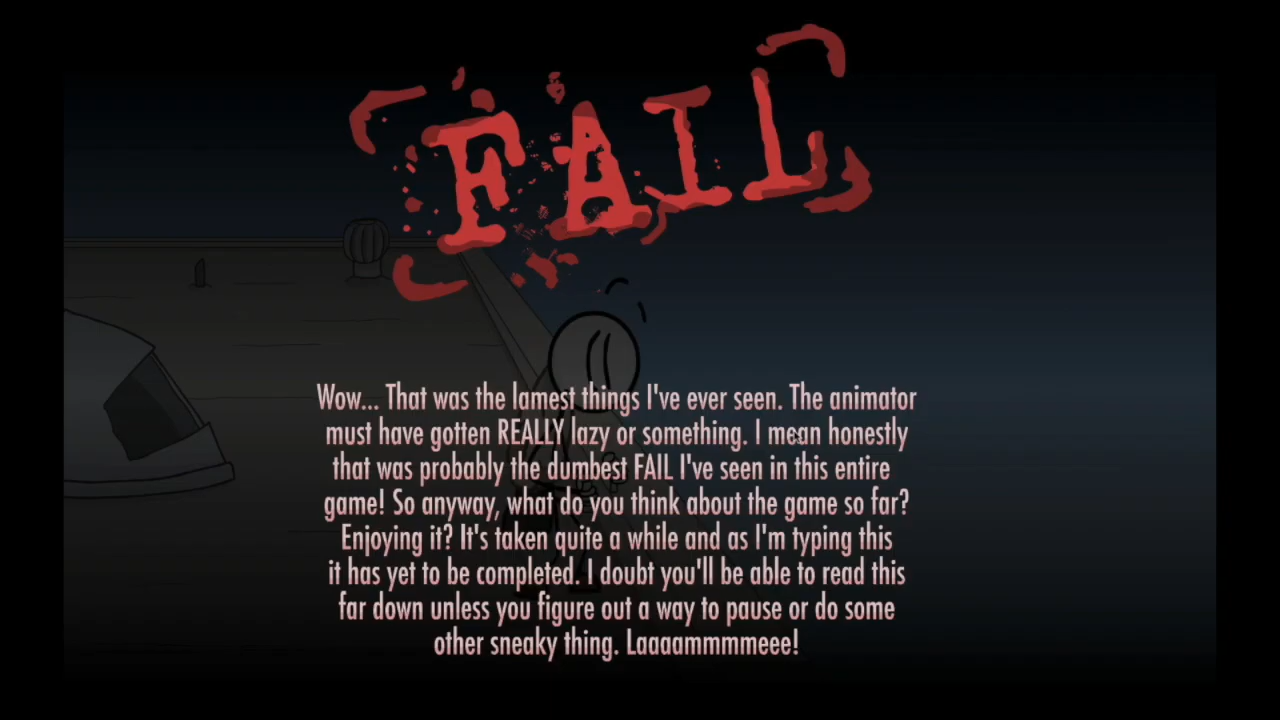 FAIL
Wow... That was the lamest things I've ever seen. The animator
must have gotten REALLY lazy or something. I mean honestly
that was probably the dumbest FAIL I've seen in this entire
game! So anyway, what do you think about the game so far?
Enjoying it? It's taken quite a while and as I'm typing this
it has yet to be completed. I doubt you'll be able to read this
far down unless you figure out a way to pause or do some
other sneaky thing. Laaaammmmeee!